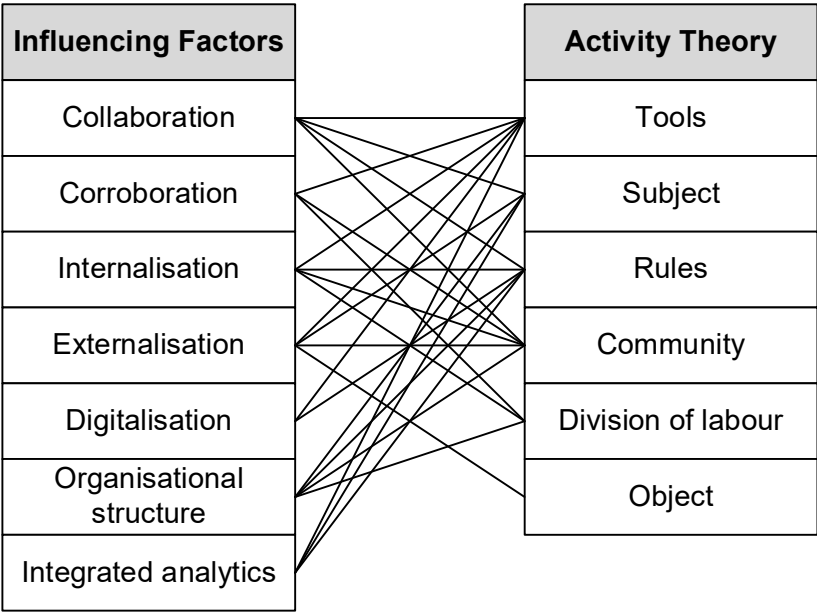 Influencing Factors
Collaboration
Corroboration
Internalisation
Externalisation
Digitalisation
Organisational
structure
Integrated analytics
Activity Theory
Tools
Subject
Rules
Community
Division of labour
Object